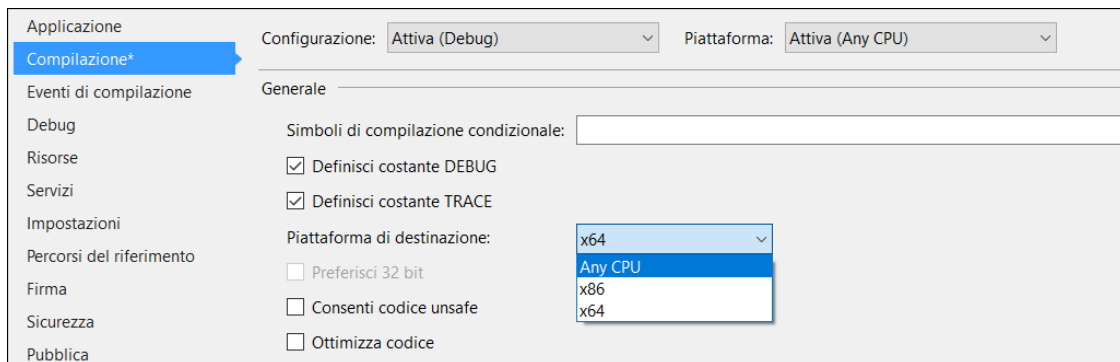 Applicazione
Compilazione*
Eventi di compilazione
Debug
Risorse
Servizi
Impostazioni
Percorsi del riferimento
Firma
Sicurezza
Pubblica
Configurazione: Attiva (Debug) Piattaforma: Attiva (Any CPU)
Generale
Simboli di compilazione condizionale:
Definisci costante DEBUG
Definisci costante TRACE
Piattaforma di destinazione: x64
Any CPU
x86
x64
Preferisci 32 bit
Consenti codice unsafe
Ottimizza codice